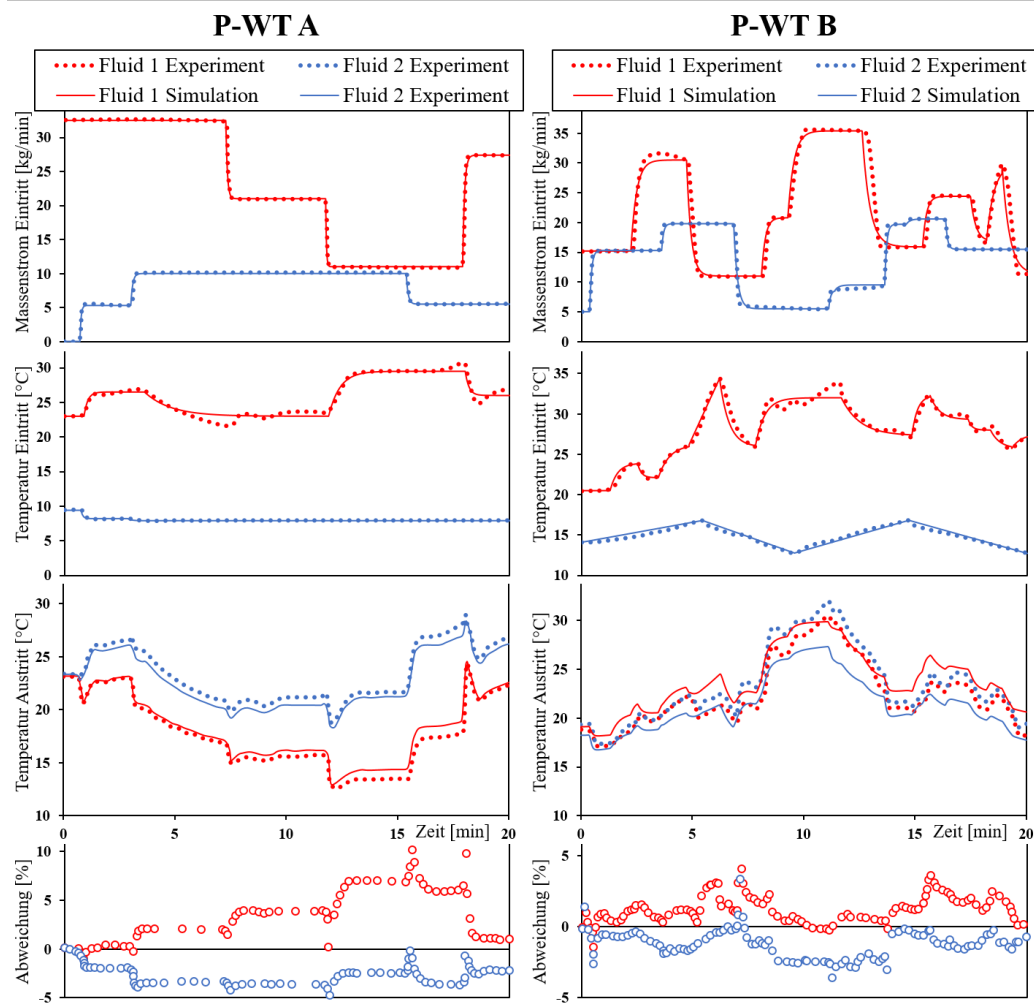 P-WT A
P-WT B
Fluid 1 Experiment Fluid 2 Experiment
Fluid 1 Simulation Fluid 2 Experiment
Fluid 1 Experiment Fluid 2 Experiment
Fluid 1 Simulation Fluid 2 Simulation
Massenstrom Eintritt [kg/min]
30
25
20
15
10
5
0
Massenstrom Eintritt [kg/min]
35
30
25
20
15
10
5
0
Temperatur Eintritt [°C]
30
25
20
15
10
5
0
Temperatur Eintritt [°C]
35
30
25
20
15
10
Temperatur Austritt [°C]
30
25
20
15
10
Temperatur Austritt [°C]
30
25
20
15
10
0 5 10 15 Zeit [min] 20
0 5 10 15 Zeit [min] 20
Abweichung [%]
10
5
0
-5
Abweichung [%]
5
0
-5